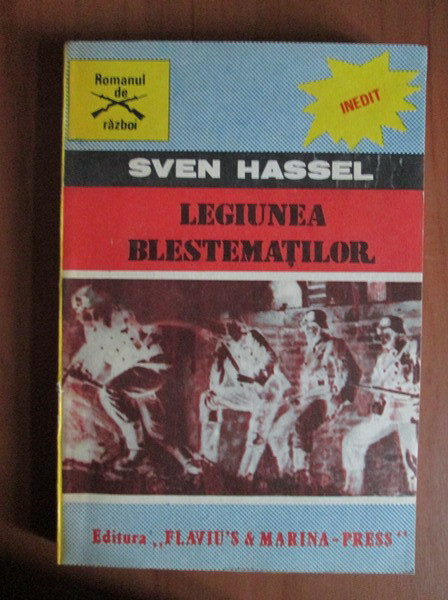 Romanul
de
război
INEDIT
SVEN HASSEL
LEGIUNEA
BLESTEMAȚILOR
Editura „FLAVIU'S & MARINA-PRESS“